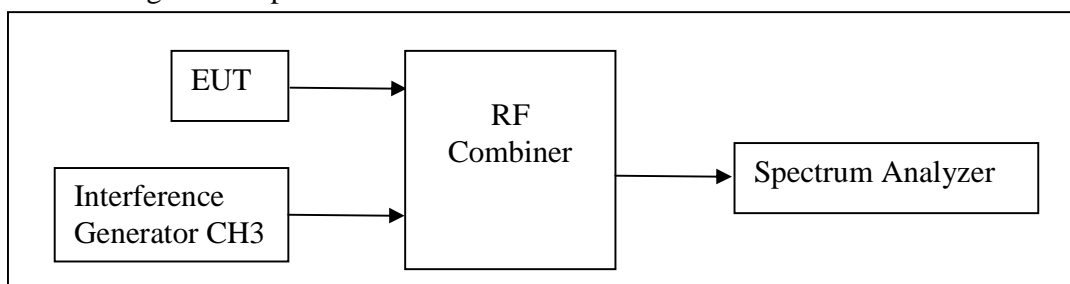 EUT
RF
Combiner
Spectrum Analyzer
Interference
Generator CH3